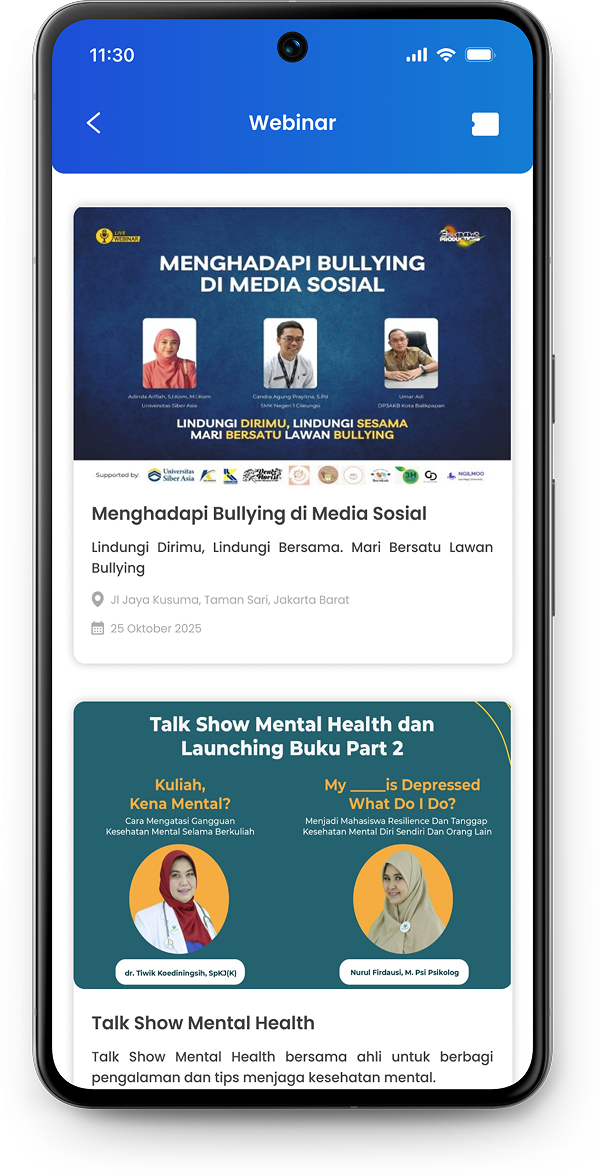 11:30
Webinar
LIVE
WEBINAR
MENGHADAPI BULLYING
DI MEDIA SOSIAL
Adinda Arifiah, S.I.Kom, M.I.Kom
Universitas Siber Asia
Candra Agung Prayitna, S.Pd
SMK Negeri 1 Cileungsi
Umar Adi
DP3AKB Kota Balikpapan
LINDUNGI DIRIMU, LINDUNGI SESAMA
MARI BERSATU LAWAN BULLYING
Supported by:
Universitas
Siber Asia
3H
NGILMOO
Menghadapi Bullying di Media Sosial
Lindungi Dirimu, Lindungi Bersama. Mari Bersatu Lawan
Bullying
Jl Jaya Kusuma, Taman Sari, Jakarta Barat
25 Oktober 2025
Talk Show Mental Health dan
Launching Buku Part 2
Kuliah,
Kena Mental?
Cara Mengatasi Gangguan
Kesehatan Mental Selama Berkuliah
My _____is Depressed
What Do I Do?
Menjadi Mahasiswa Resilience Dan Tanggap
Kesehatan Mental Diri Sendiri Dan Orang Lain
dr. Tiwik Koediningsih, SpKJ(K)
Nurul Firdausi, M. Psi Psikolog
Talk Show Mental Health
Talk Show Mental Health bersama ahli untuk berbagi
pengalaman dan tips menjaga kesehatan mental.